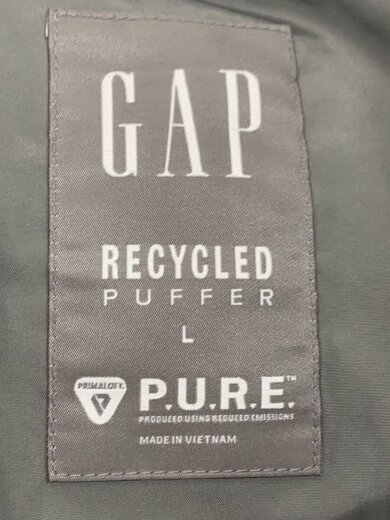 GAP
RECYCLED
PUFFER
L
PRIMALOFT
P.U.R.E.™
PRODUCED USING REDUCED EMISSIONS
MADE IN VIETNAM